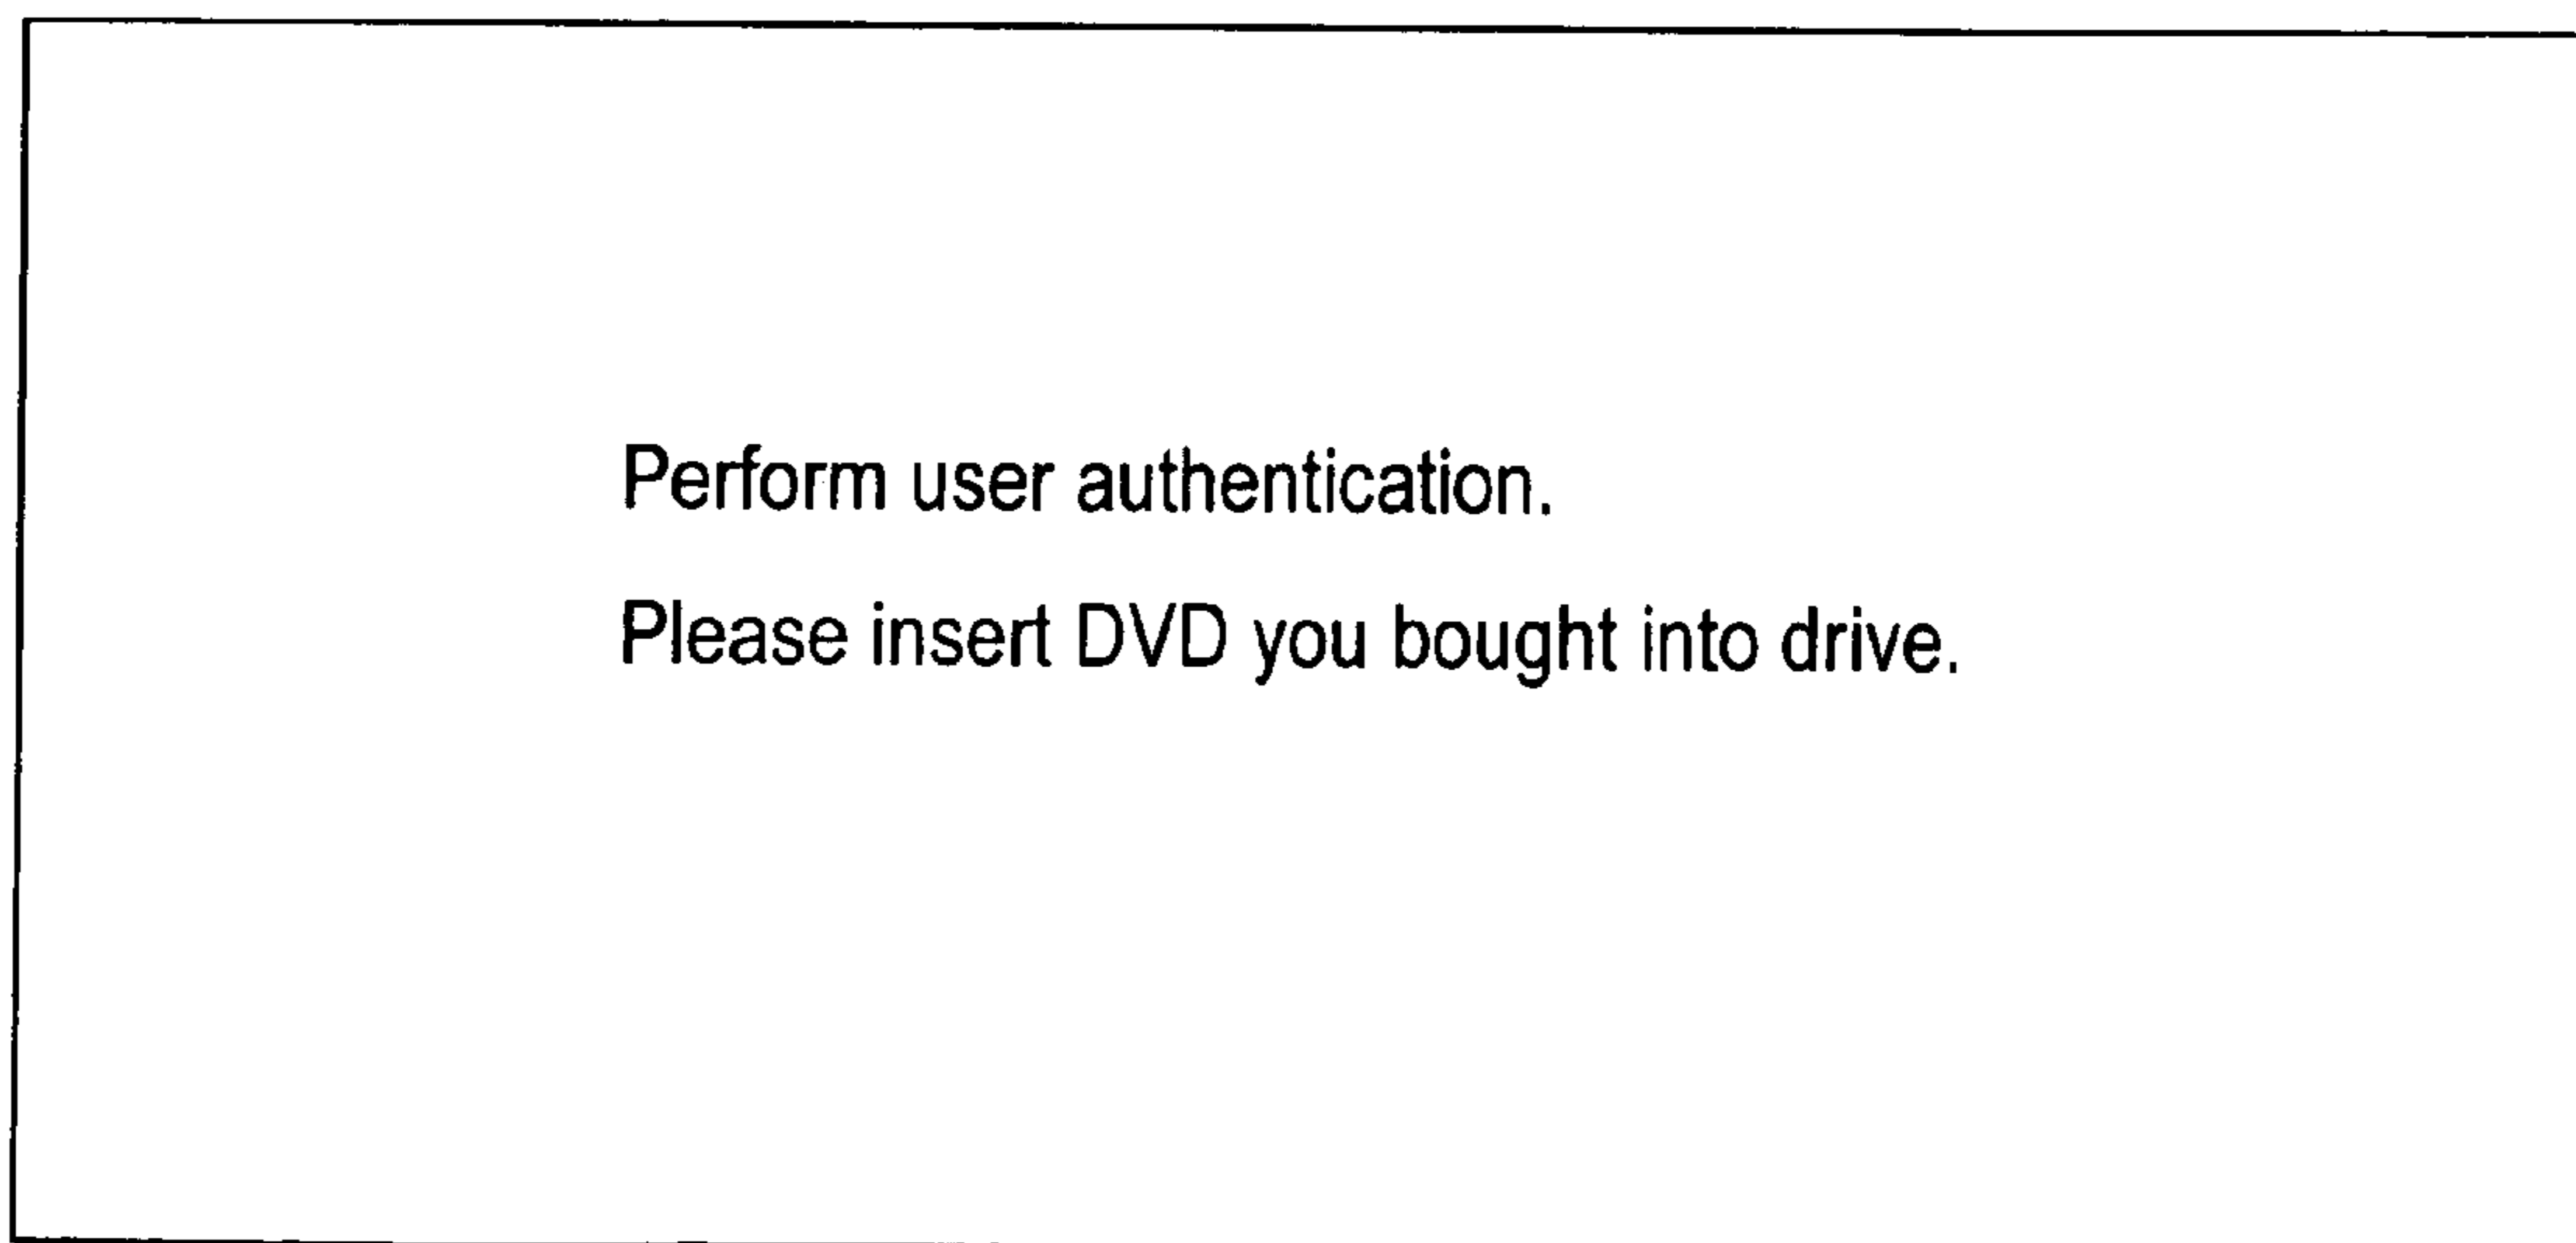 Perform user authentication.
Please insert DVD you bought into drive.